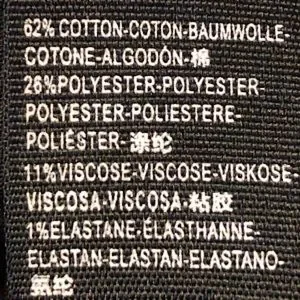 62% COTTON-COTON-BAUMWOLLE-
COTONE-ALGODÓN-棉
26%POLYESTER-POLYESTER-
POLYESTER-POLIESTERE-
POLIÉSTER-涤纶
11%VISCOSE-VISCOSE-VISKOSE-
VISCOSA-VISCOSA-粘胶
1%ELASTANE-ÉLASTHANNE-
ELASTAN-ELASTAN-ELASTANO-
氨纶